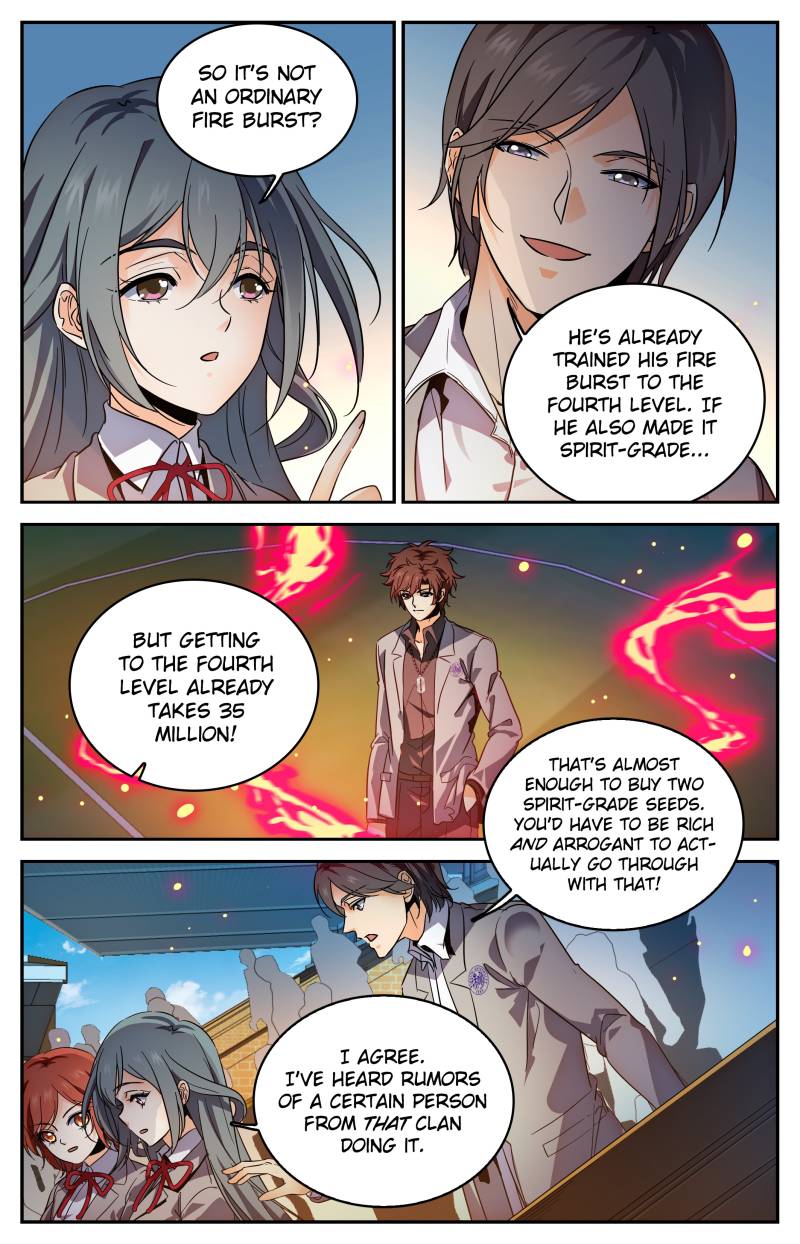 SO IT'S NOT
AN ORDINARY
FIRE BURST?
HE'S ALREADY
TRAINED HIS FIRE
BURST TO THE
FOURTH LEVEL. IF
HE ALSO MADE IT
SPIRIT-GRADE...
BUT GETTING
TO THE FOURTH
LEVEL ALREADY
TAKES 35
MILLION!
THAT'S ALMOST
ENOUGH TO BUY TWO
SPIRIT-GRADE SEEDS.
YOU'D HAVE TO BE RICH
AND ARROGANT TO ACT-
UALLY GO THROUGH
WITH THAT!
I AGREE.
I'VE HEARD RUMORS
OF A CERTAIN PERSON
FROM THAT CLAN
DOING IT.